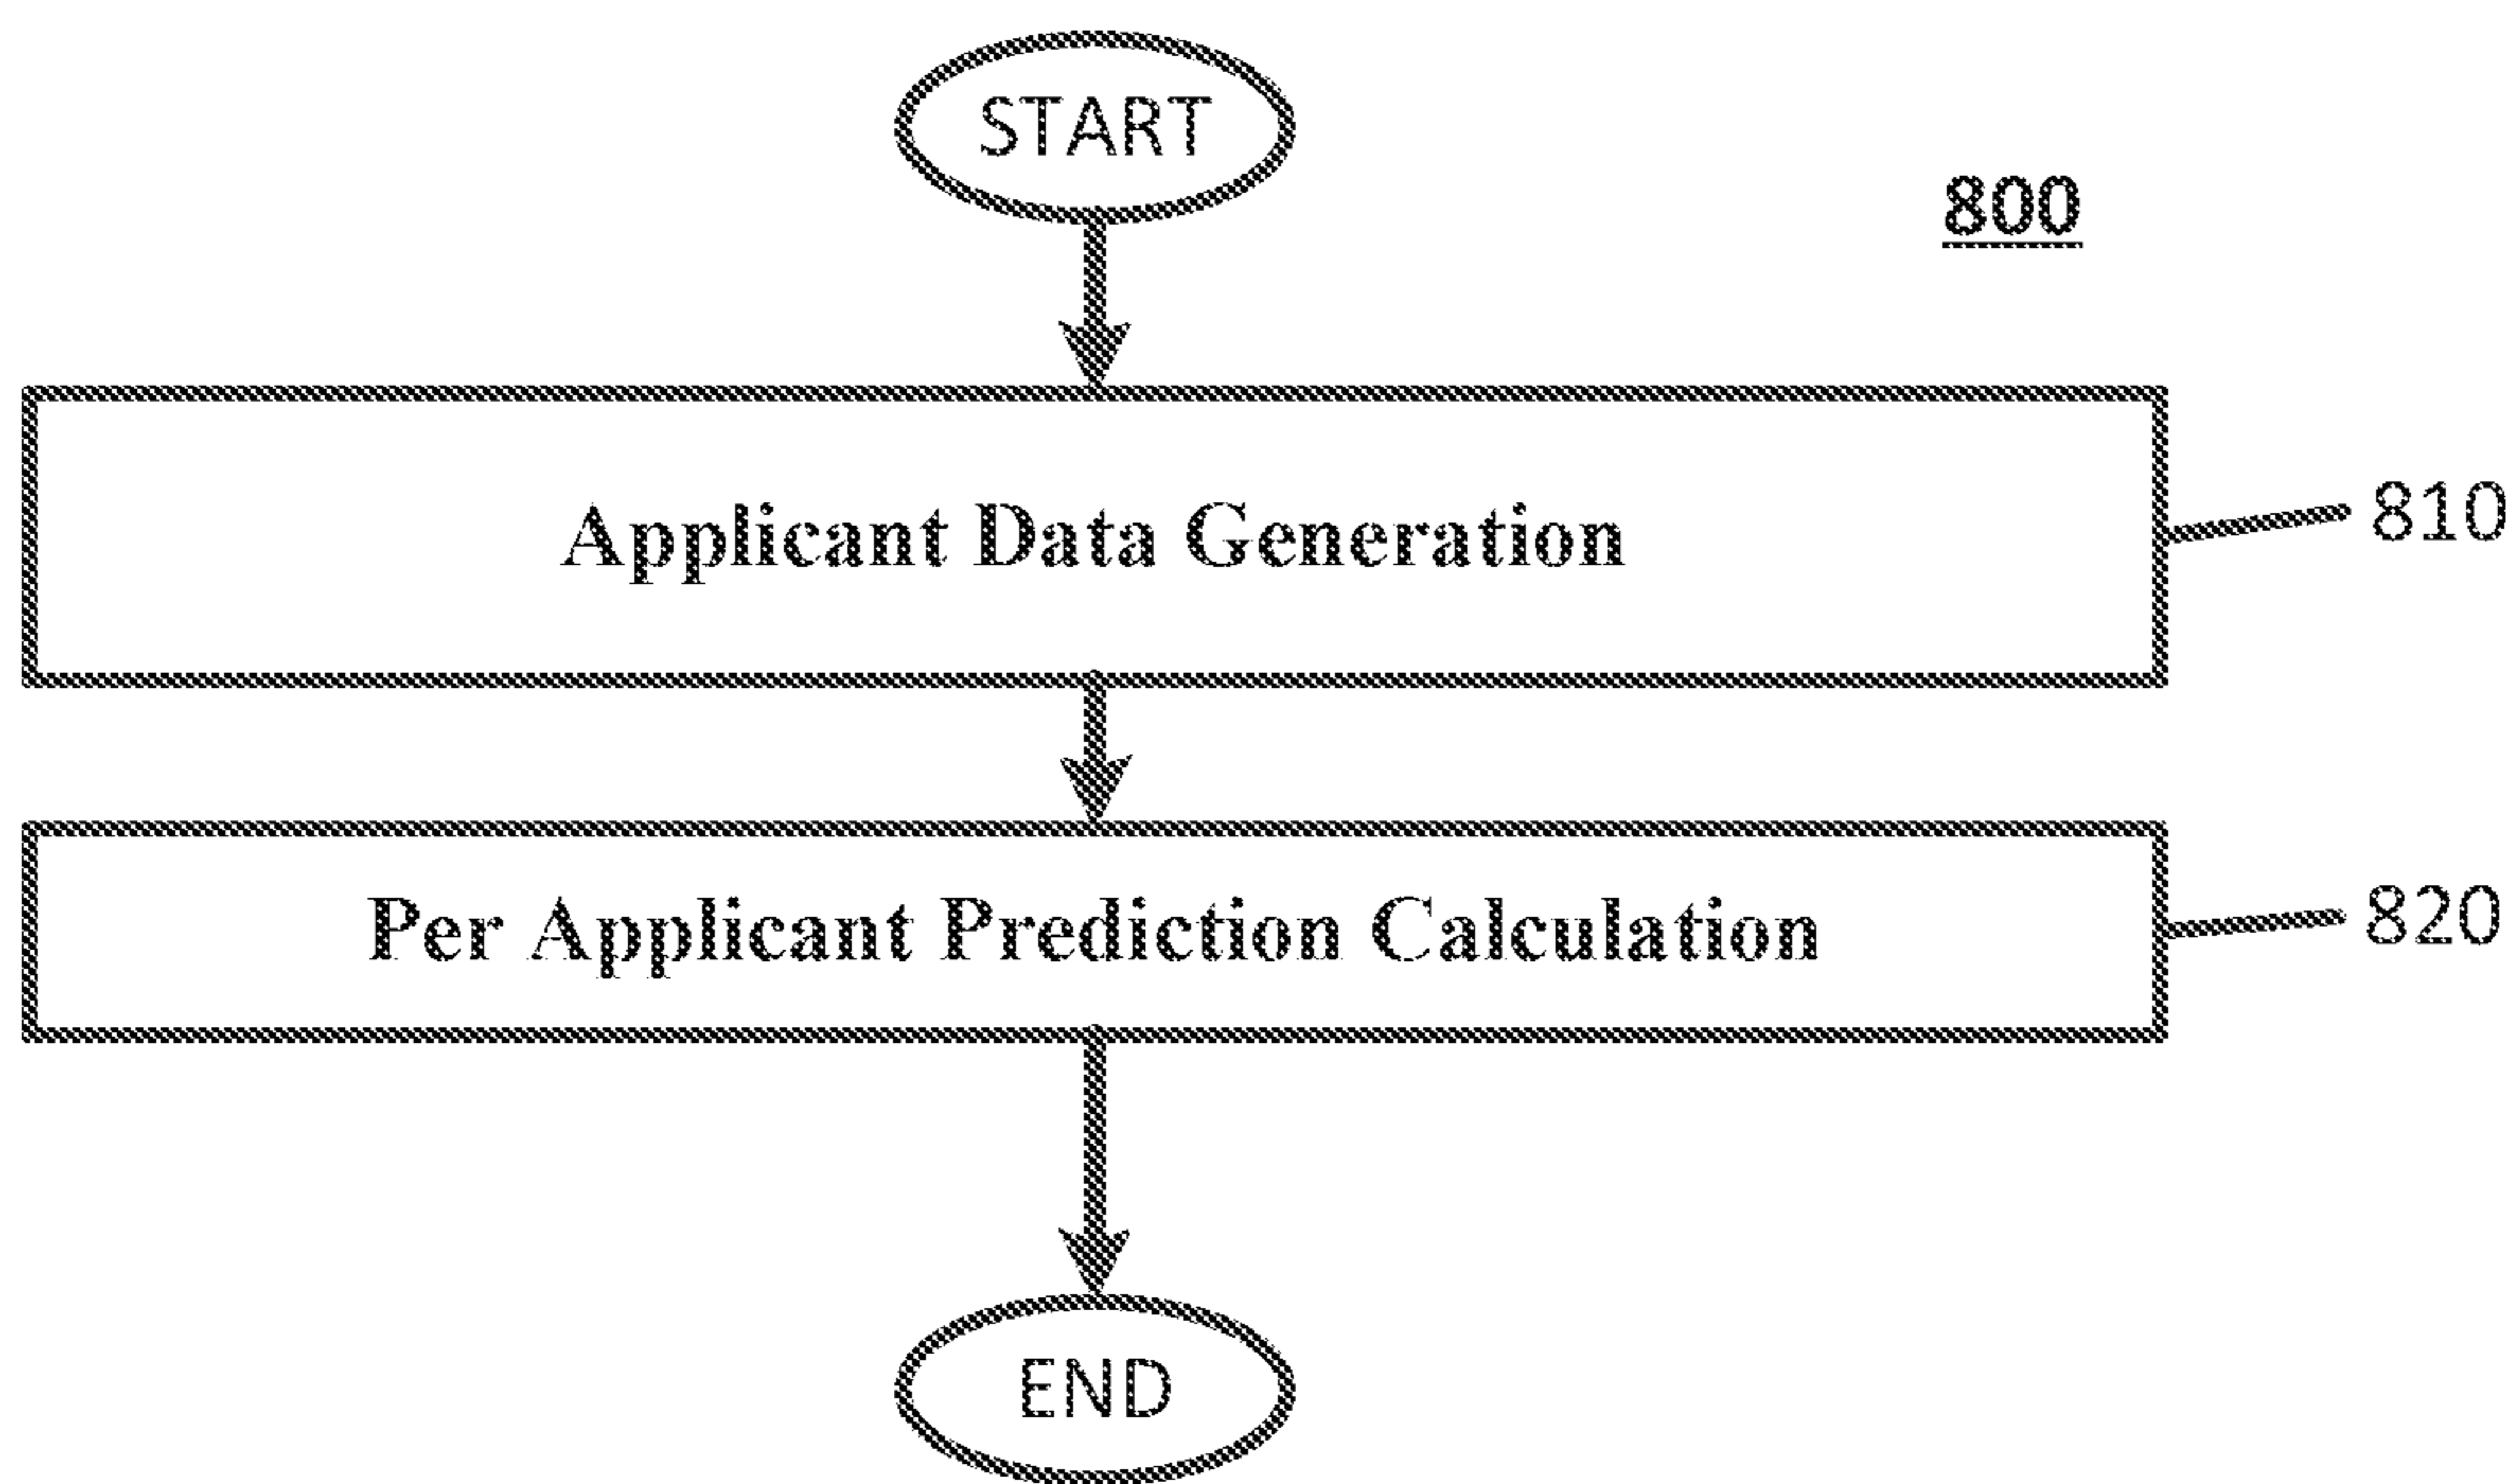 START
800
Applicant Data Generation
810
Per Applicant Prediction Calculation
820
END